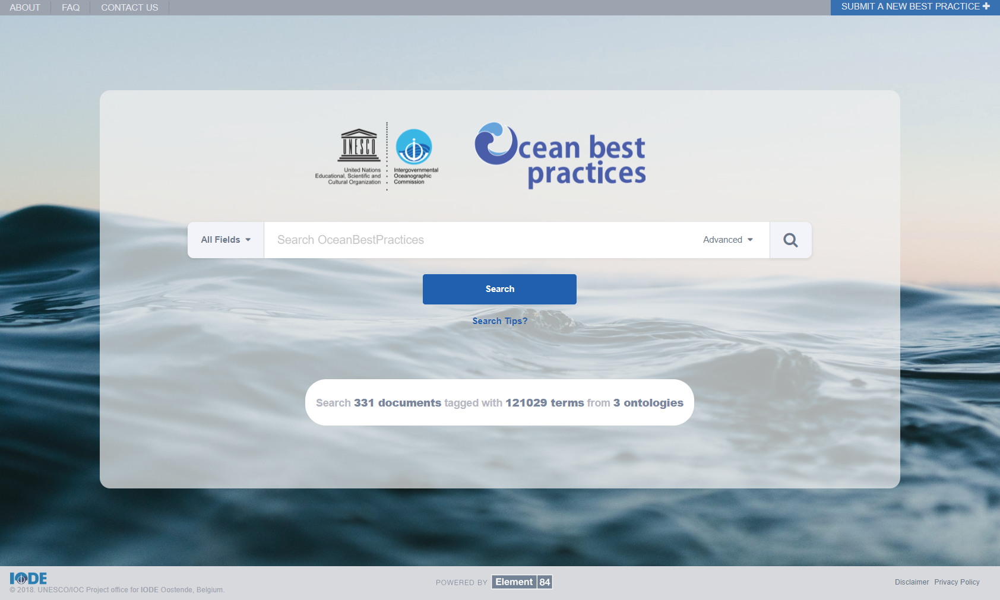 ABOUT
FAQ
CONTACT US
SUBMIT A NEW BEST PRACTICE
UNESCO
United Nations
Educational, Scientific and
Cultural Organization
Intergovernmental
Oceanographic
Commission
Ocean best
practices
All Fields
Search OceanBestPractices
Advanced
Search
Search Tips?
Search 331 documents tagged with 121029 terms from 3 ontologies
IODE
© 2018. UNESCO/IOC Project office for IODE Oostende, Belgium.
POWERED BY Element 84
Disclaimer
Privacy Policy